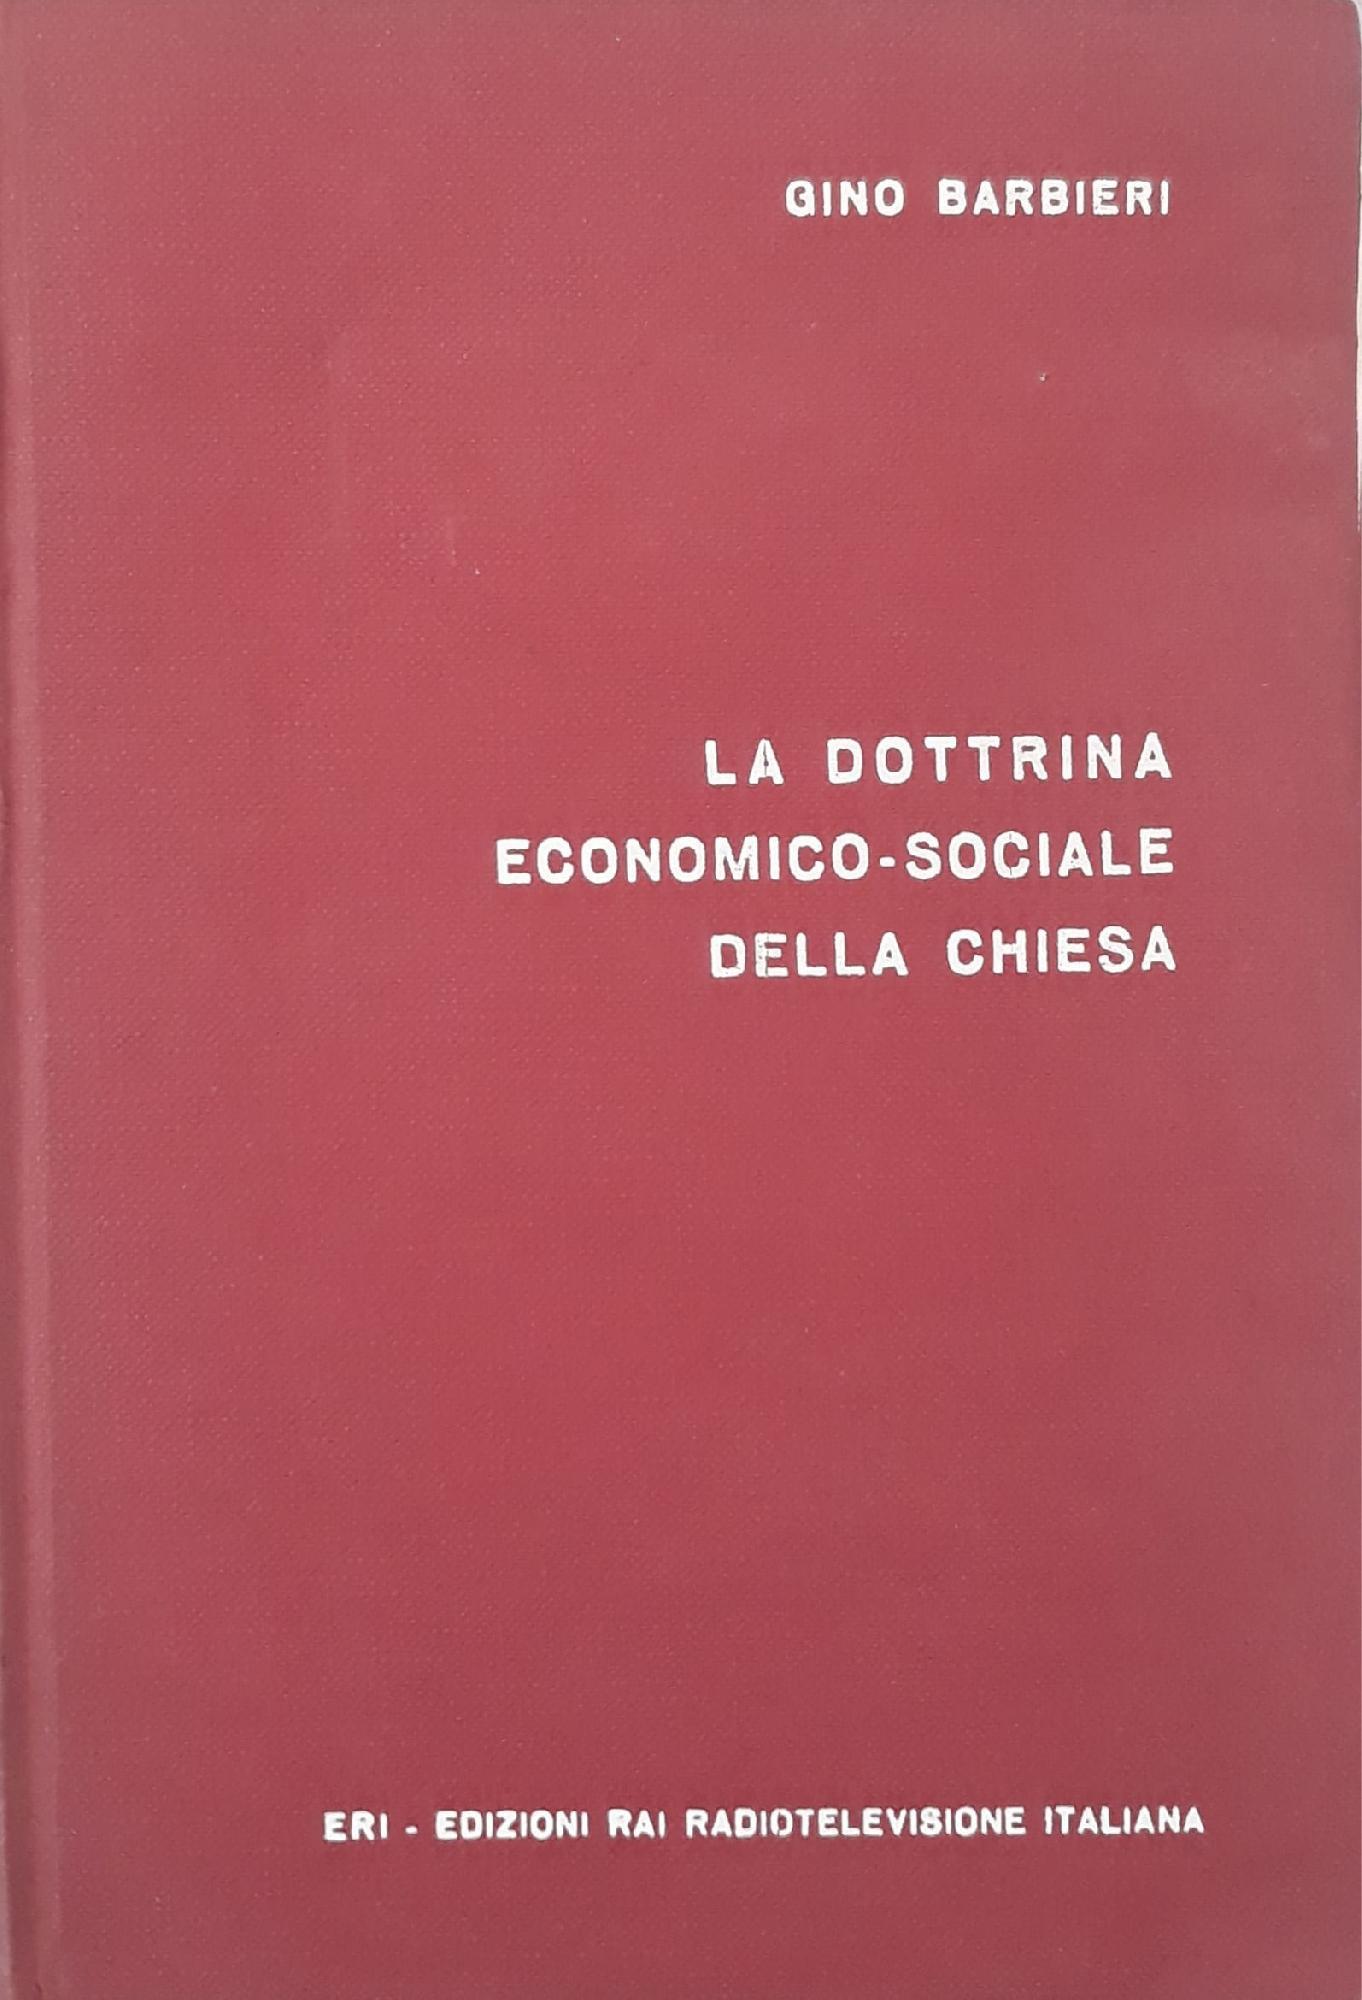 GINO BARBIERI
LA DOTTRINA
ECONOMICO-SOCIALE
DELLA CHIESA
ERI - EDIZIONI RAI RADIOTELEVISIONE ITALIANA